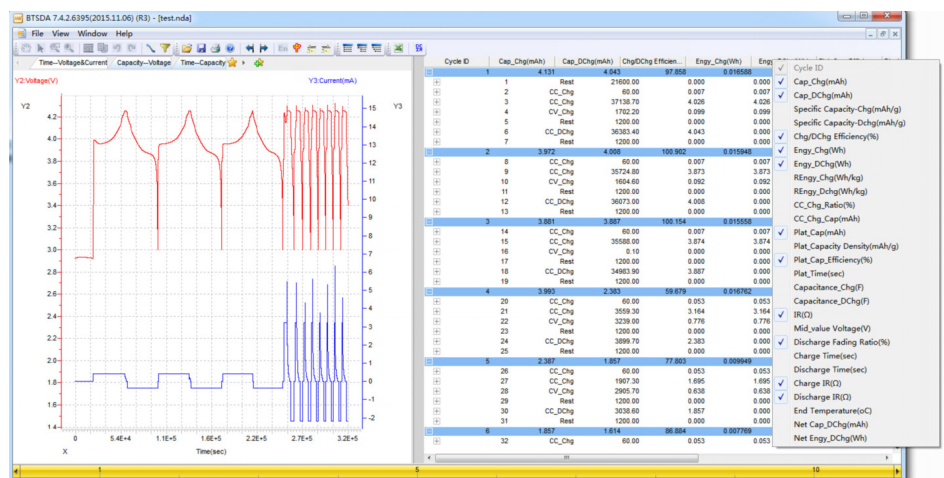 BTSDA 7.4.2.6395(2015.11.06) (R3) - [test.nda]
File View Window Help
Time--Voltage&Current Capacity--Voltage Time--Capacity
Y2:Voltage(V) Y3:Current(mA)
Y2 Y3
4.2
4.0
3.8
3.6
3.4
3.2
3.0
2.8
2.6
2.4
2.2
2.0
1.8
1.6
1.4
15
14
13
12
11
10
9
8
7
6
5
4
3
2
1
0
-1
-2
0 5.4E+4 1.1E+5 1.6E+5 2.2E+5 2.7E+5 3.2E+5
X Time(sec)
Cycle ID Cap_Chg(mAh) Cap_DChg(mAh) Chg/DChg Efficien... Engy_Chg(Wh)
1 4.131 4.043 97.858 0.016588
1 Rest 21600.00 0.000 0.000
2 CC_Chg 60.00 0.007 0.007
3 CC_Chg 37138.70 4.026 4.026
4 CV_Chg 1702.20 0.099 0.099
5 Rest 1200.00 0.000 0.000
6 CC_DChg 36383.40 4.043 0.000
7 Rest 1200.00 0.000 0.000
2 3.972 4.008 100.902 0.015948
8 CC_Chg 60.00 0.007 0.007
9 CC_Chg 35724.80 3.873 3.873
10 CV_Chg 1604.60 0.092 0.092
11 Rest 1200.00 0.000 0.000
12 CC_DChg 36073.00 4.008 0.000
13 Rest 1200.00 0.000 0.000
3 3.881 3.887 100.154 0.015558
14 CC_Chg 60.00 0.007 0.007
15 CC_Chg 35588.00 3.874 3.874
16 CV_Chg 0.10 0.000 0.000
17 Rest 1200.00 0.000 0.000
18 CC_DChg 34983.90 3.887 0.000
19 Rest 1200.00 0.000 0.000
4 3.993 2.383 59.679 0.016762
20 CC_Chg 60.00 0.053 0.053
21 CC_Chg 3559.30 3.164 3.164
22 CV_Chg 3239.00 0.776 0.776
23 Rest 1200.00 0.000 0.000
24 CC_DChg 3899.70 2.383 0.000
25 Rest 1200.00 0.000 0.000
5 2.387 1.857 77.803 0.009949
26 CC_Chg 60.00 0.053 0.053
27 CC_Chg 1907.30 1.695 1.695
28 CV_Chg 2905.70 0.638 0.638
29 Rest 1200.00 0.000 0.000
30 CC_DChg 3038.60 1.857 0.000
31 Rest 1200.00 0.000 0.000
6 1.857 1.614 86.884 0.007769
32 CC_Chg 60.00 0.053 0.053
Cycle ID
Cap_Chg(mAh)
Cap_DChg(mAh)
Specific Capacity-Chg(mAh/g)
Specific Capacity-Dchg(mAh/g)
Chg/DChg Efficiency(%)
Engy_Chg(Wh)
Engy_DChg(Wh)
REngy_Chg(Wh/kg)
REngy_Dchg(Wh/kg)
CC_Chg_Ratio(%)
CC_Chg_Cap(mAh)
Plat_Cap(mAh)
Plat_Capacity Density(mAh/g)
Plat_Cap_Efficiency(%)
Plat_Time(sec)
Capacitance_Chg(F)
Capacitance_DChg(F)
IR(Ω)
Mid_value Voltage(V)
Discharge Fading Ratio(%)
Charge Time(sec)
Discharge Time(sec)
Charge IR(Ω)
Discharge IR(Ω)
End Temperature(oC)
Net Cap_DChg(mAh)
Net Engy_DChg(Wh)
1 5 10